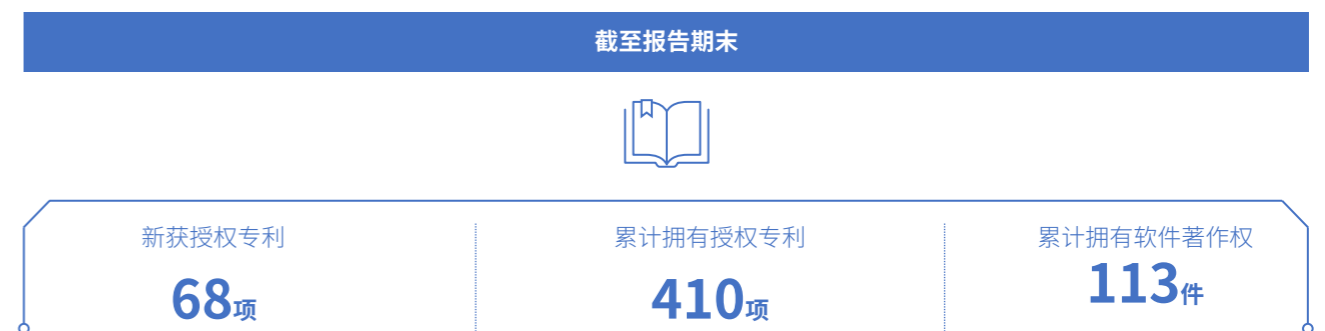 截至报告期末
新获授权专利
68项
累计拥有授权专利
410项
累计拥有软件著作权
113件